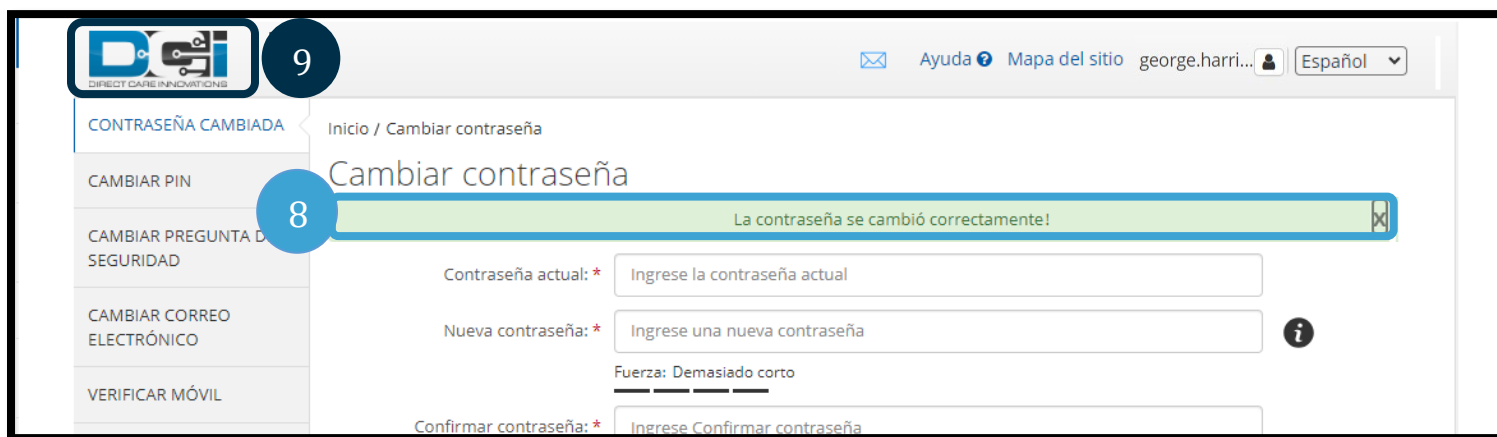 DCi
DIRECT CARE INNOVATIONS
9
Ayuda
Mapa del sitio
george.harri...
Español
CONTRASEÑA CAMBIADA
Inicio / Cambiar contraseña
CAMBIAR PIN
Cambiar contraseña
8
La contraseña se cambió correctamente!
X
CAMBIAR PREGUNTA D
SEGURIDAD
Contraseña actual: *
Ingrese la contraseña actual
CAMBIAR CORREO
ELECTRÓNICO
Nueva contraseña: *
Ingrese una nueva contraseña
i
Fuerza: Demasiado corto
VERIFICAR MÓVIL
Confirmar contraseña: *
Ingrese Confirmar contraseña